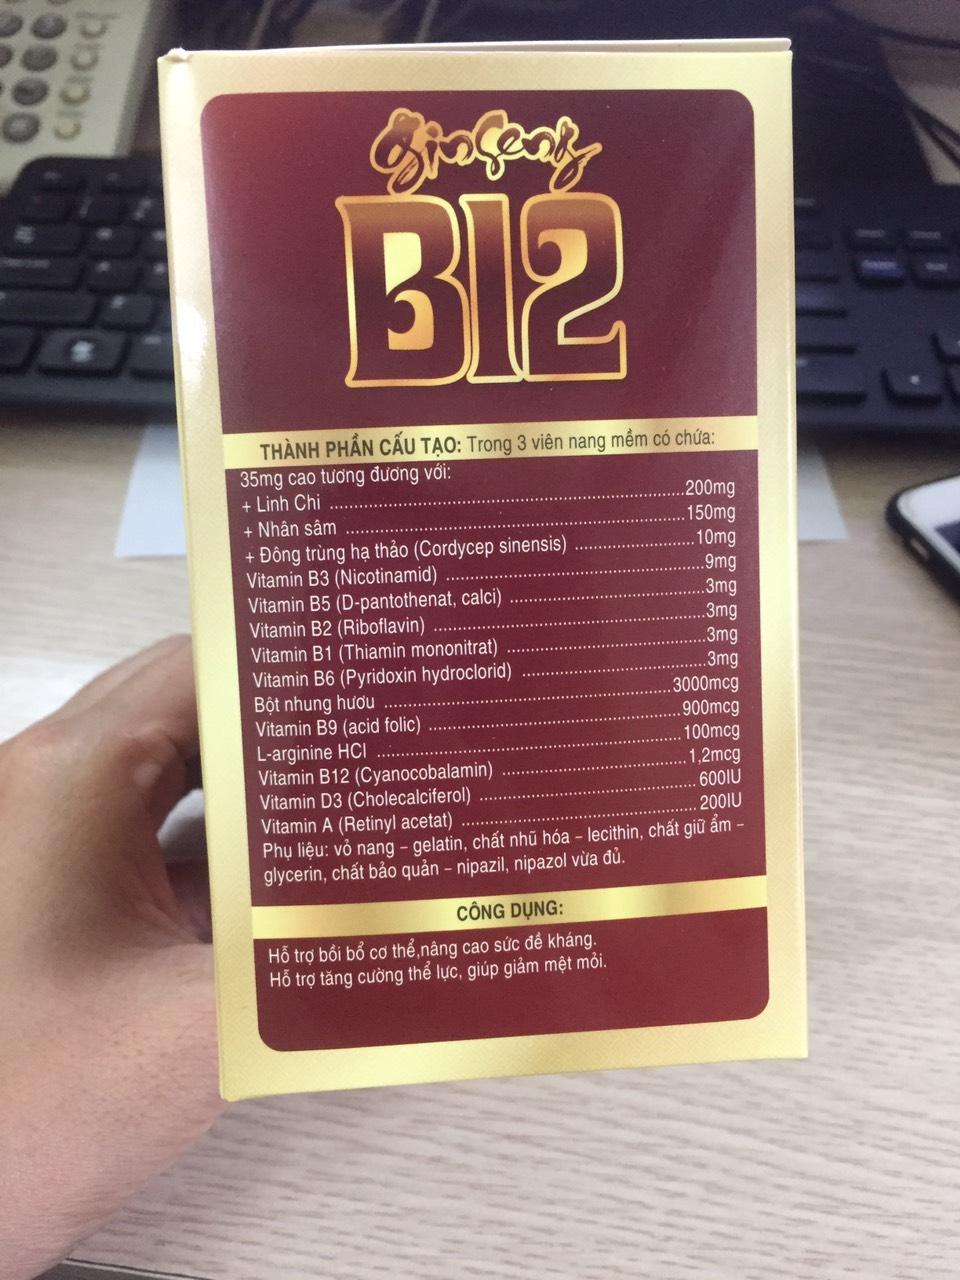 GinSeng
B12
THÀNH PHẦN CẤU TẠO: Trong 3 viên nang mềm có chứa:
35mg cao tương đương với:
+ Linh Chi ........ 200mg
+ Nhân sâm ........ 150mg
+ Đông trùng hạ thảo (Cordycep sinensis) ........ 10mg
Vitamin B3 (Nicotinamid) ........ 9mg
Vitamin B5 (D-pantothenat, calci) ........ 3mg
Vitamin B2 (Riboflavin) ........ 3mg
Vitamin B1 (Thiamin mononitrat) ........ 3mg
Vitamin B6 (Pyridoxin hydroclorid) ........ 3mg
Bột nhung hươu ........ 3000mcg
Vitamin B9 (acid folic) ........ 900mcg
L-arginine HCl ........ 100mcg
Vitamin B12 (Cyanocobalamin) ........ 1,2mcg
Vitamin D3 (Cholecalciferol) ........ 600IU
Vitamin A (Retinyl acetat) ........ 200IU
Phụ liệu: vỏ nang – gelatin, chất nhũ hóa – lecithin, chất giữ ẩm –
glycerin, chất bảo quản – nipazil, nipazol vừa đủ.
CÔNG DỤNG:
Hỗ trợ bồi bổ cơ thể,nâng cao sức đề kháng.
Hỗ trợ tăng cường thể lực, giúp giảm mệt mỏi.